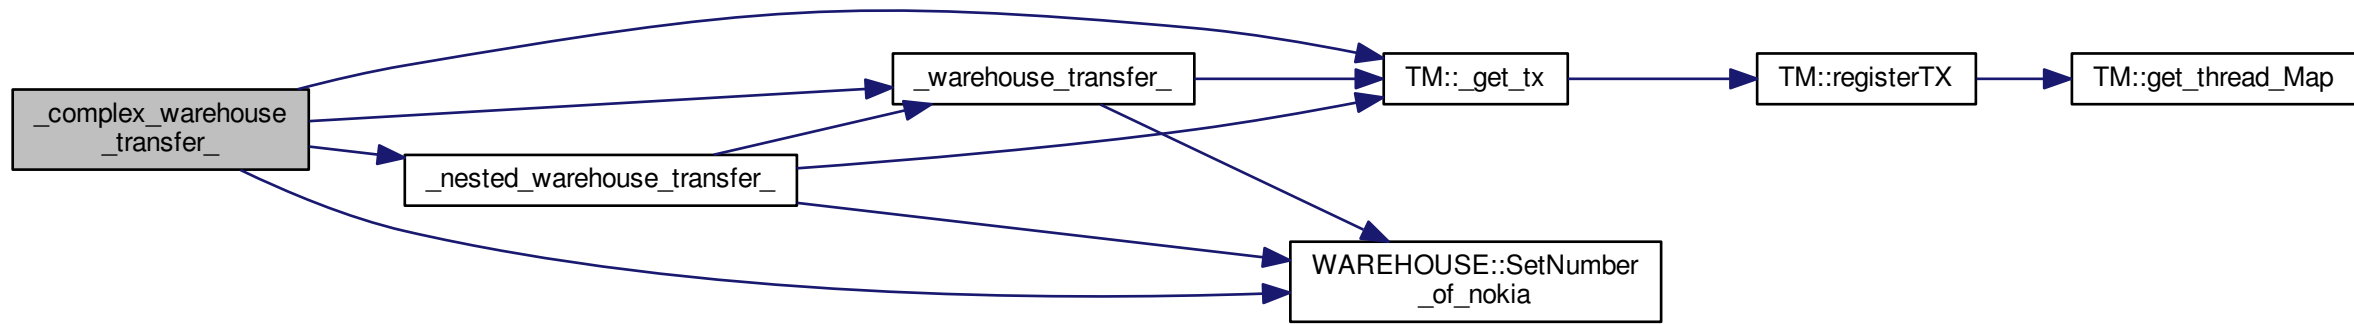 _complex_warehouse
_transfer_
_nested_warehouse_transfer_
_warehouse_transfer_
TM::_get_tx
TM::registerTX
TM::get_thread_Map
WAREHOUSE::SetNumber
_of_nokia